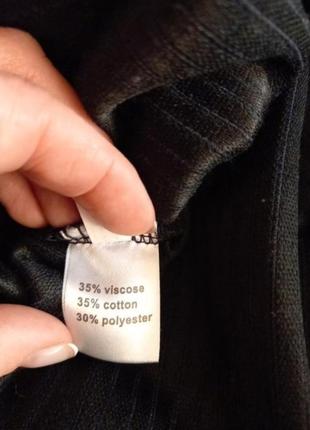 35% viscose
35% cotton
30% polyester